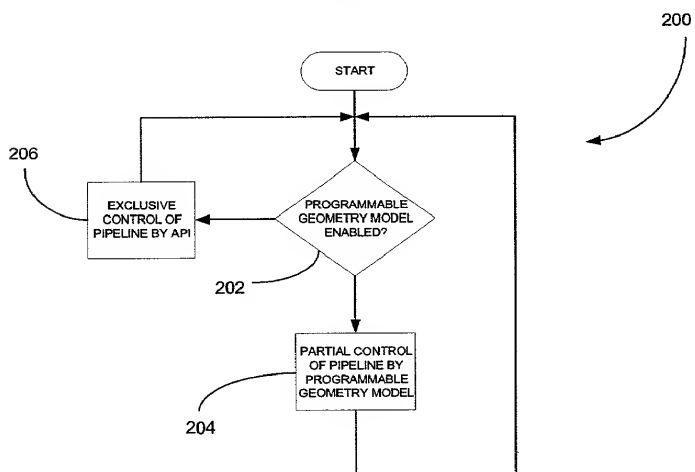 200
START
206
EXCLUSIVE
CONTROL OF
PIPELINE BY API
PROGRAMMABLE
GEOMETRY MODEL
ENABLED?
202
PARTIAL CONTROL
OF PIPELINE BY
PROGRAMMABLE
GEOMETRY MODEL
204